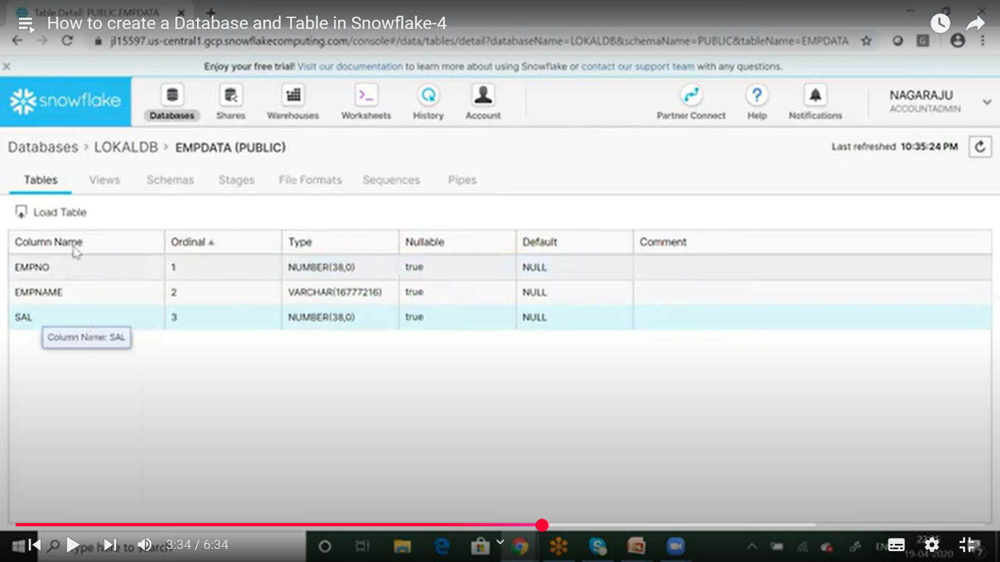 Table Detail: PUBLIC.EMPDATA
How to create a Database and Table in Snowflake-4
jl15597.us-central1.gcp.snowflakecomputing.com/console#/data/tables/detail?databaseName=LOKALDB&schemaName=PUBLIC&tableName=EMPDATA
Enjoy your free trial! Visit our documentation to learn more about using Snowflake or contact our support team with any questions.
snowflake
Databases Shares Warehouses Worksheets History Account Partner Connect Help Notifications
NAGARAJU
ACCOUNTADMIN
Databases > LOKALDB > EMPDATA (PUBLIC)
Last refreshed 10:35:24 PM
Tables Views Schemas Stages File Formats Sequences Pipes
Load Table
Column Name Ordinal Type Nullable Default Comment
EMPNO 1 NUMBER(38,0) true NULL
EMPNAME 2 VARCHAR(16777216) true NULL
SAL 3 NUMBER(38,0) true NULL
Column Name: SAL
Type here to search
3:34 / 6:34
19-04-2020